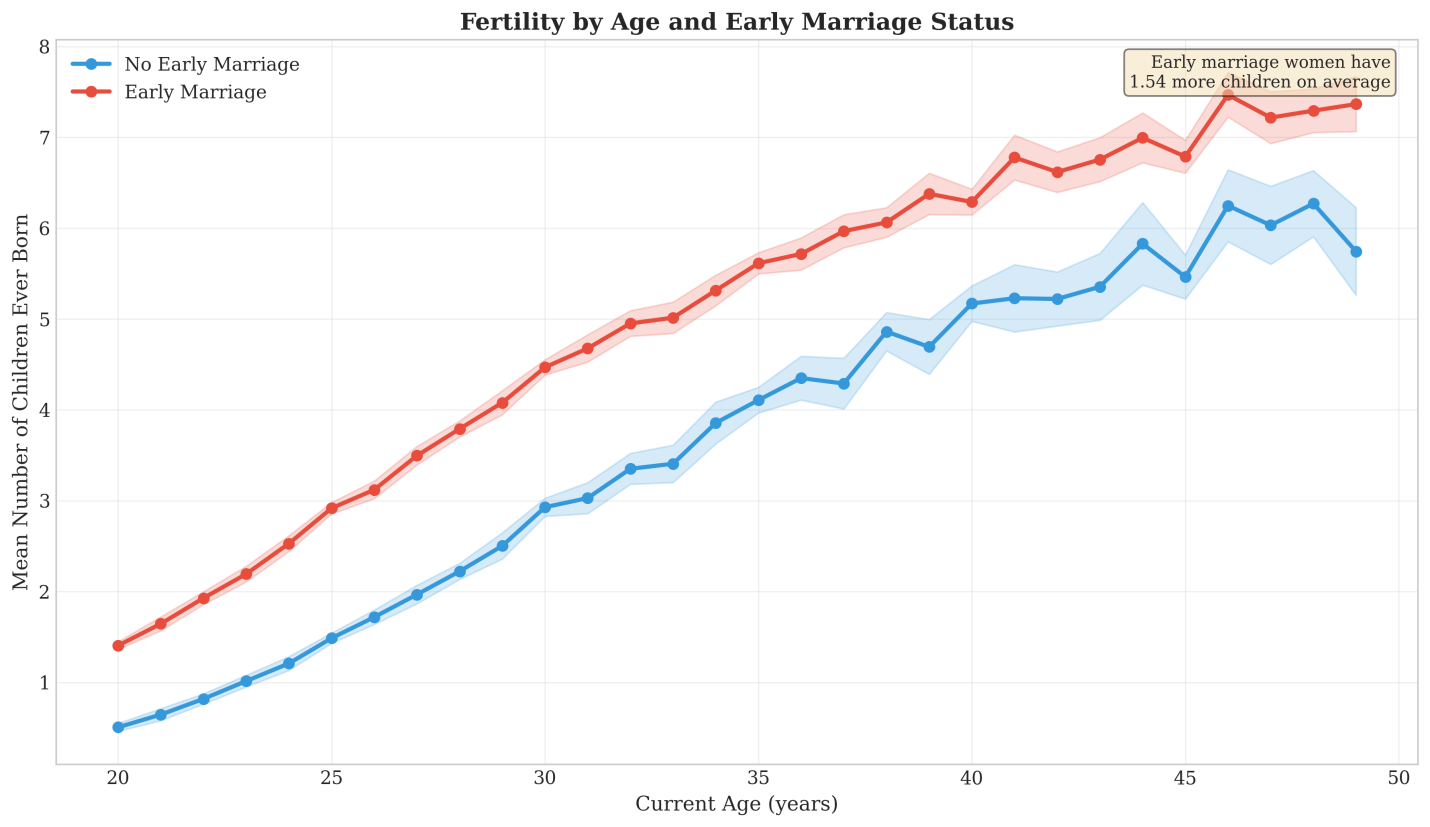 Fertility by Age and Early Marriage Status
No Early Marriage
Early Marriage
Early marriage women have
1.54 more children on average
Mean Number of Children Ever Born
8
7
6
5
4
3
2
1
20 25 30 35 40 45 50
Current Age (years)